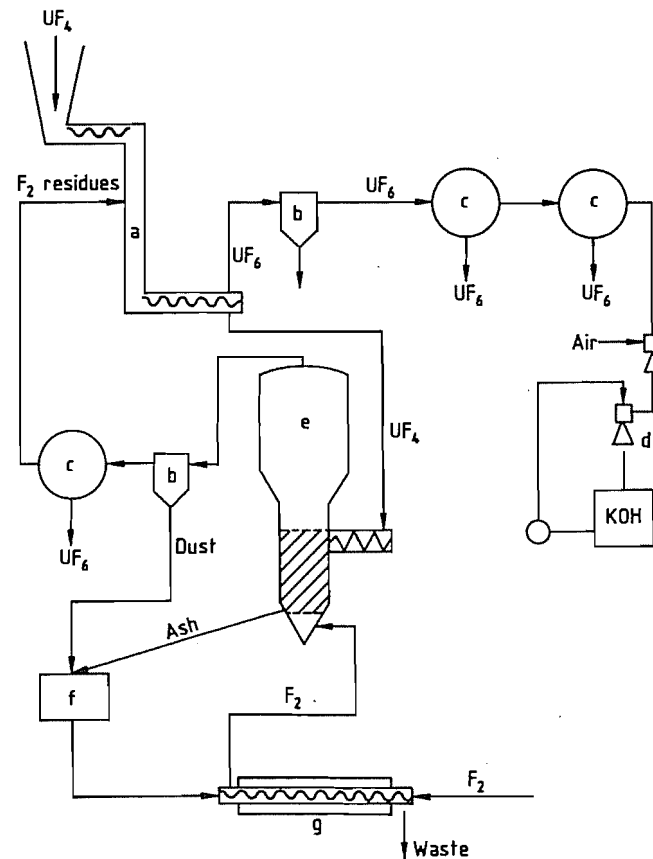 UF₄
F₂ residues
a
UF₆
b
UF₆
c
c
UF₆
UF₆
Air
d
KOH
e
UF₄
c
b
UF₆
Dust
Ash
f
F₂
F₂
g
Waste